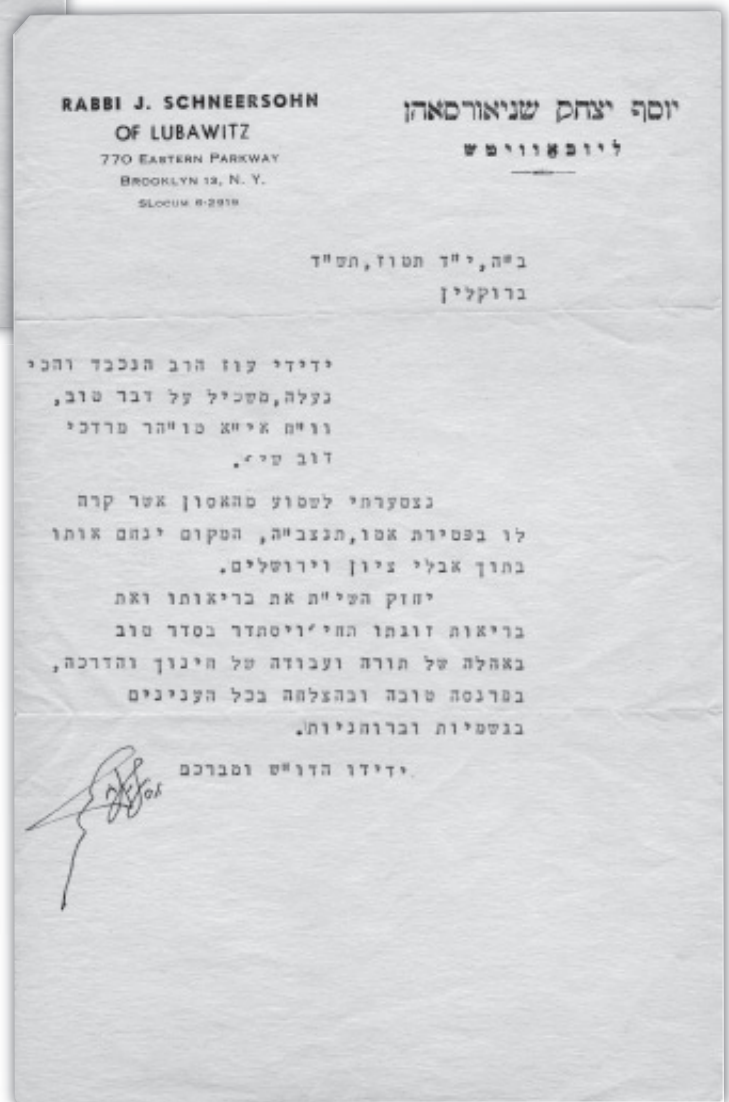 RABBI J. SCHNEERSOHN
OF LUBAWITZ
770 EASTERN PARKWAY
BROOKLYN 13, N. Y.
SLOCUM 6-2919
יוסף יצחק שניאורסאהן
ליובאוויטש
ב"ה, י"ד תמוז, תש"ד
ברוקלין
ידידי עוז הרב הנכבד והכי
נעלה, משכיל על דבר טוב,
וו"ח אי"א מו"הר מרדכי
דוב שי'.
נצטערתי לשמוע מהאסון אשר קרה
לו בפטירת אמו, תנצב"ה, המקום ינחם אותו
בתוך אבלי ציון וירושלים.
יחזק השי"ת את בריאותו ואת
בריאות זוגתו תחי' ויסתדר בסדר טוב
באהלה של תורה ועבודה של חינוך והדרכה,
בפרנסה טובה ובהצלחה בכל הענינים
בגשמיות וברוחניות.
ידידו הדו"ש ומברכם